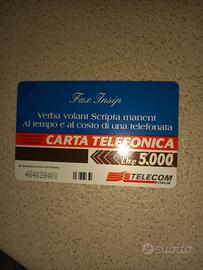 Fax Insip
Verba volant Scripta manent
Al tempo e al costo di una telefonata
CARTA TELEFONICA
Lire 5.000
464028400
TELECOM
ITALIA
subito